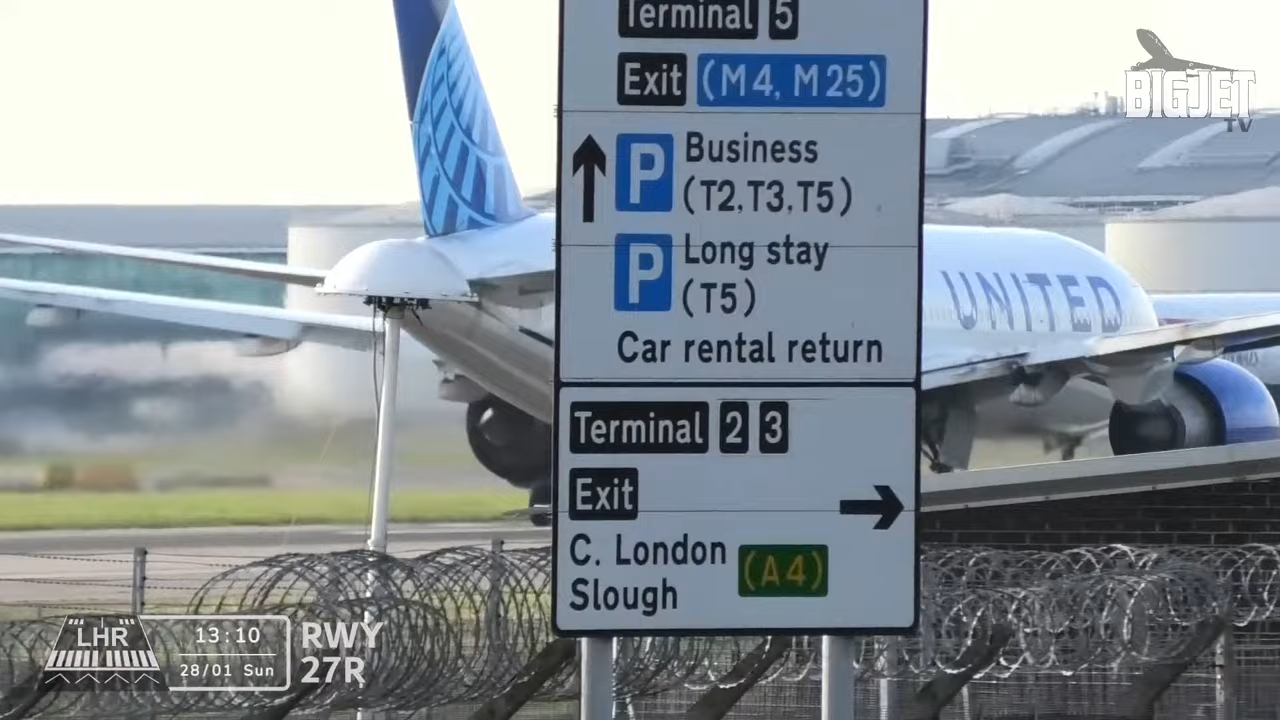 Terminal 5
Exit (M4, M25)
P Business
(T2,T3,T5)
P Long stay
(T5)
Car rental return
Terminal 2 3
Exit
C. London (A4)
Slough
UNITED
BIGJET
TV
LHR
13:10
28/01 Sun
RWY
27R